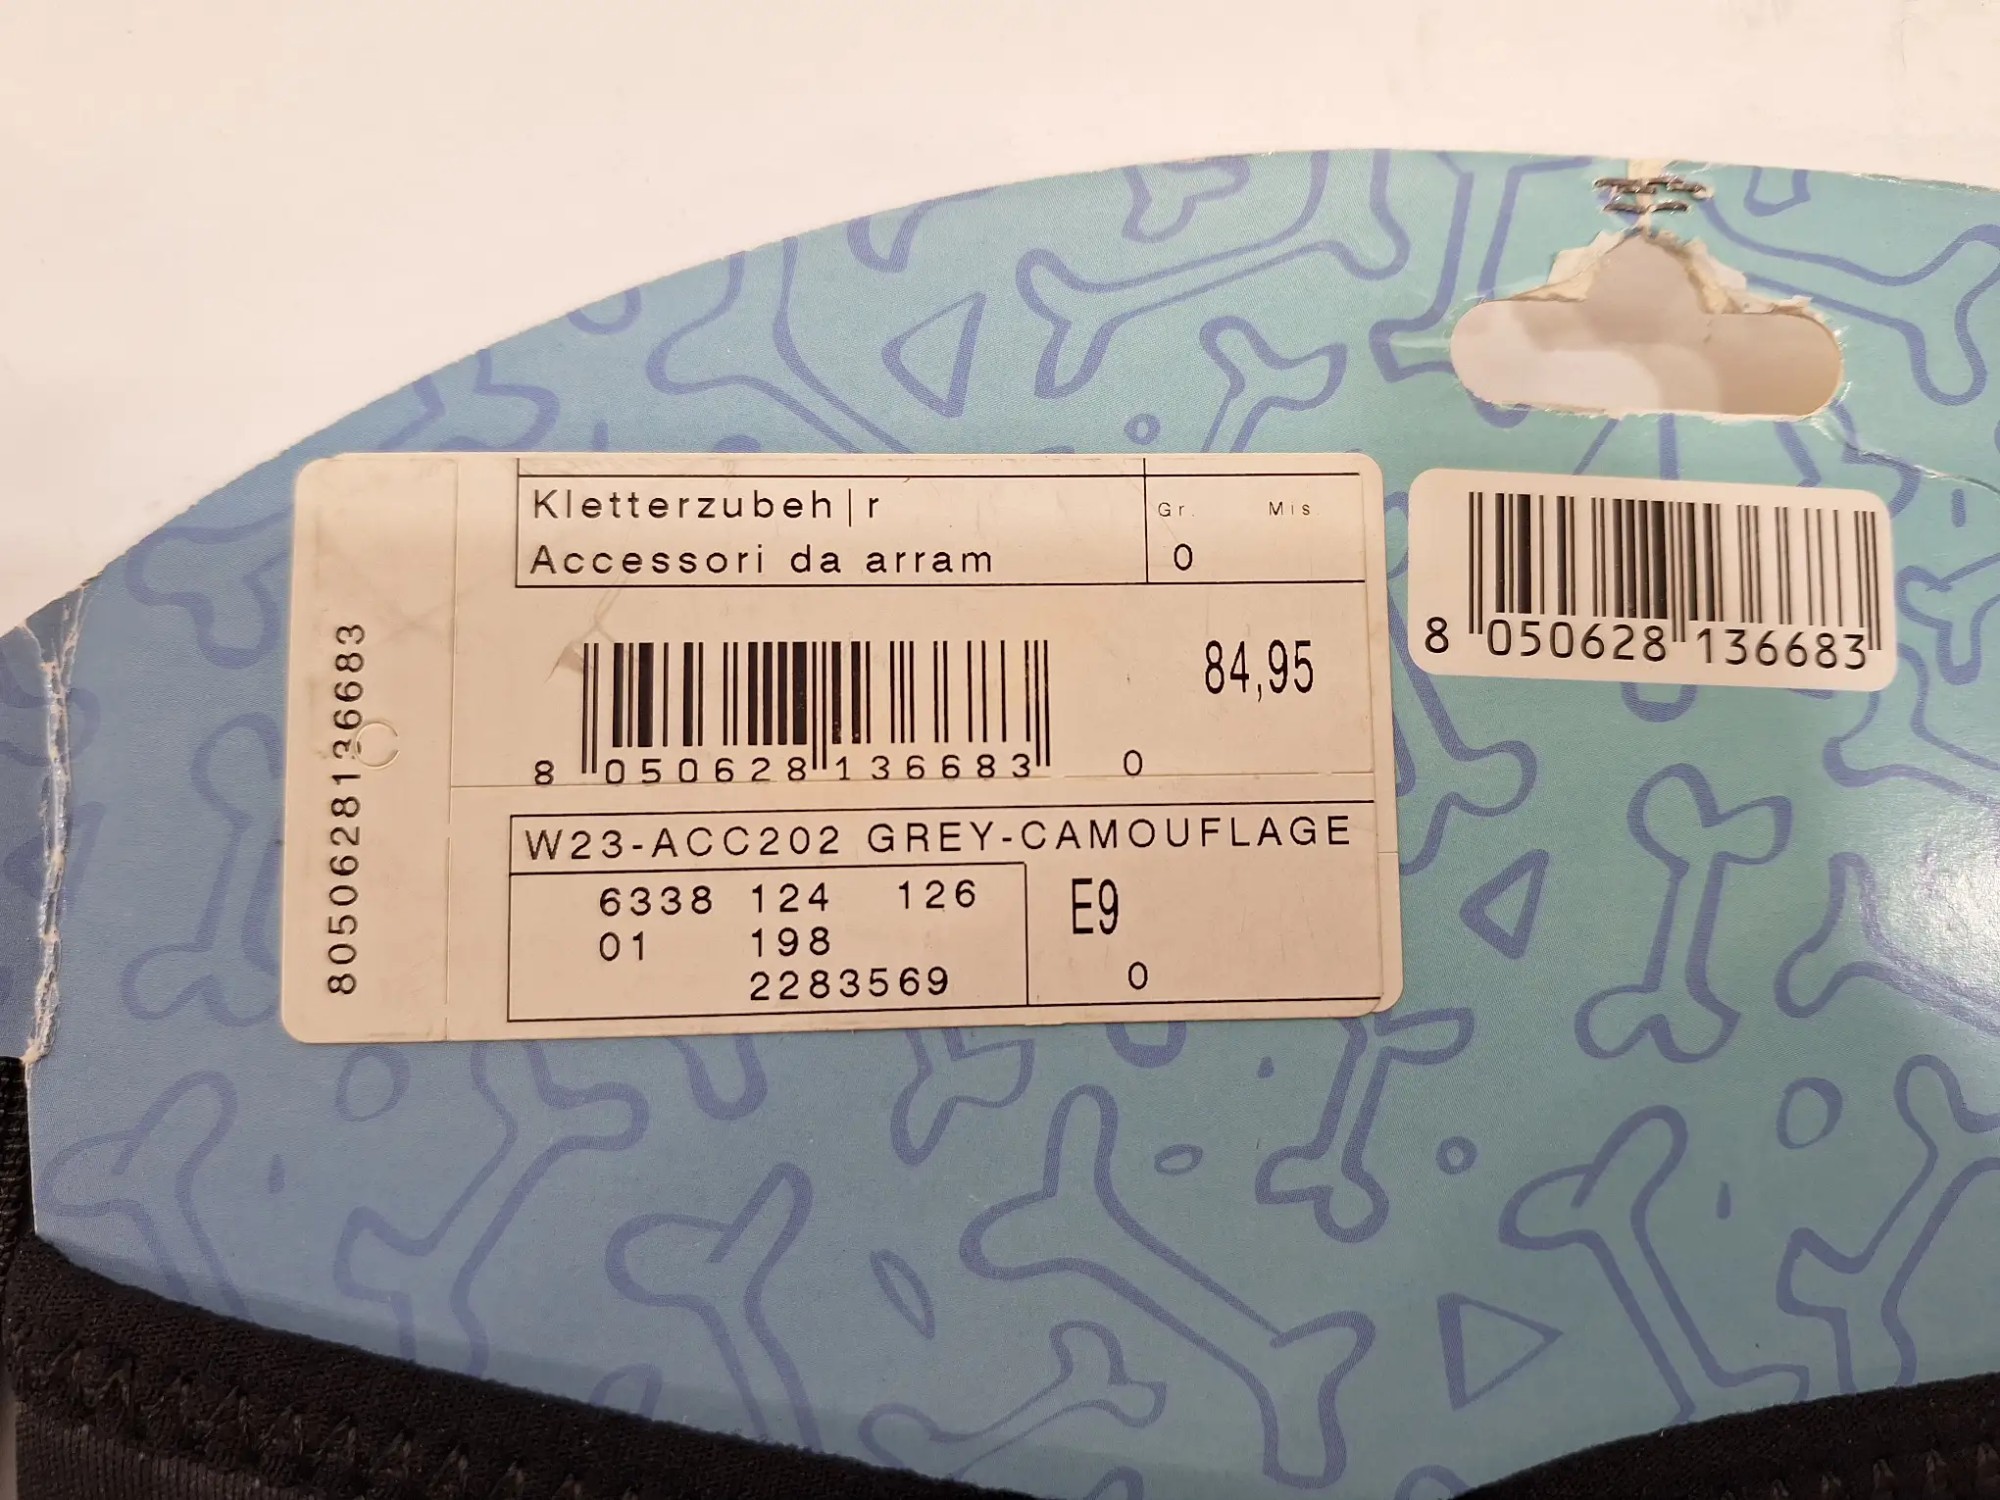 8050628136683
Kletterzubeh|r
Accessori da arram
Gr. Mis.
0
8 050628 136683
84,95
0
W23-ACC202 GREY-CAMOUFLAGE
6338 124 126
01 198
2283569
E9
0
8 050628 136683